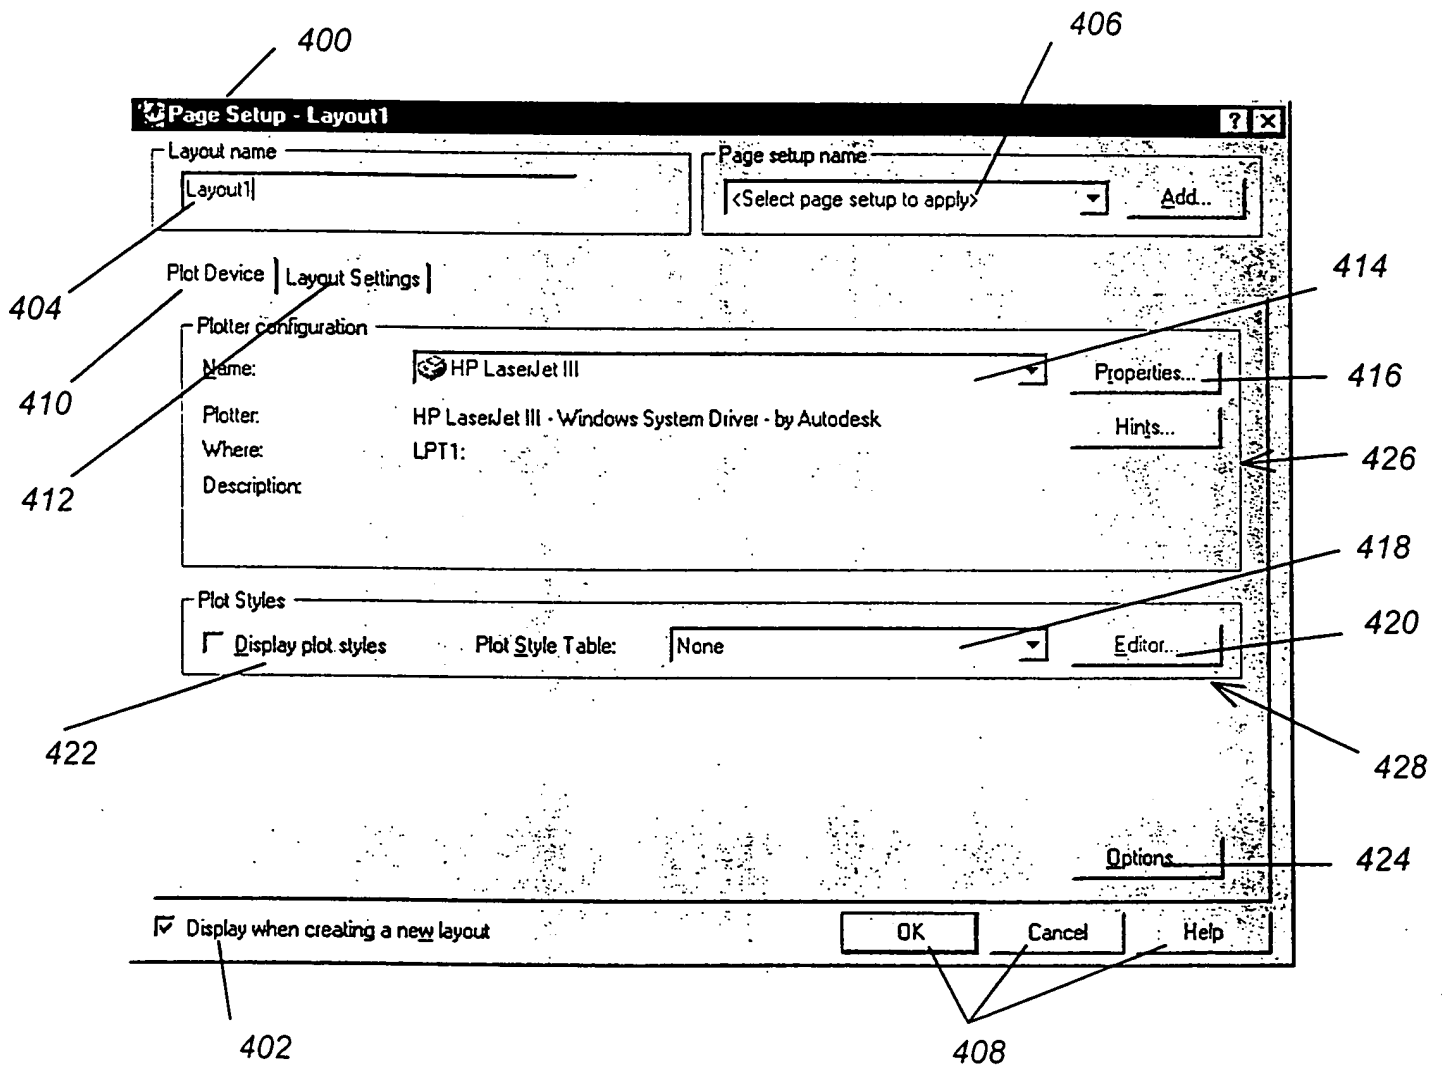 400
406
Page Setup - Layout1
? X
Layout name
Page setup name
Layout1
<Select page setup to apply>
Add...
414
Plot Device
Layout Settings
404
Plotter configuration
Name:
HP LaserJet III
Properties...
416
410
Plotter:
HP LaserJet III - Windows System Driver - by Autodesk
Hints...
Where:
LPT1:
426
412
Description:
418
Plot Styles
420
Display plot styles
Plot Style Table:
None
Editor...
422
428
Options...
424
Display when creating a new layout
OK
Cancel
Help
402
408